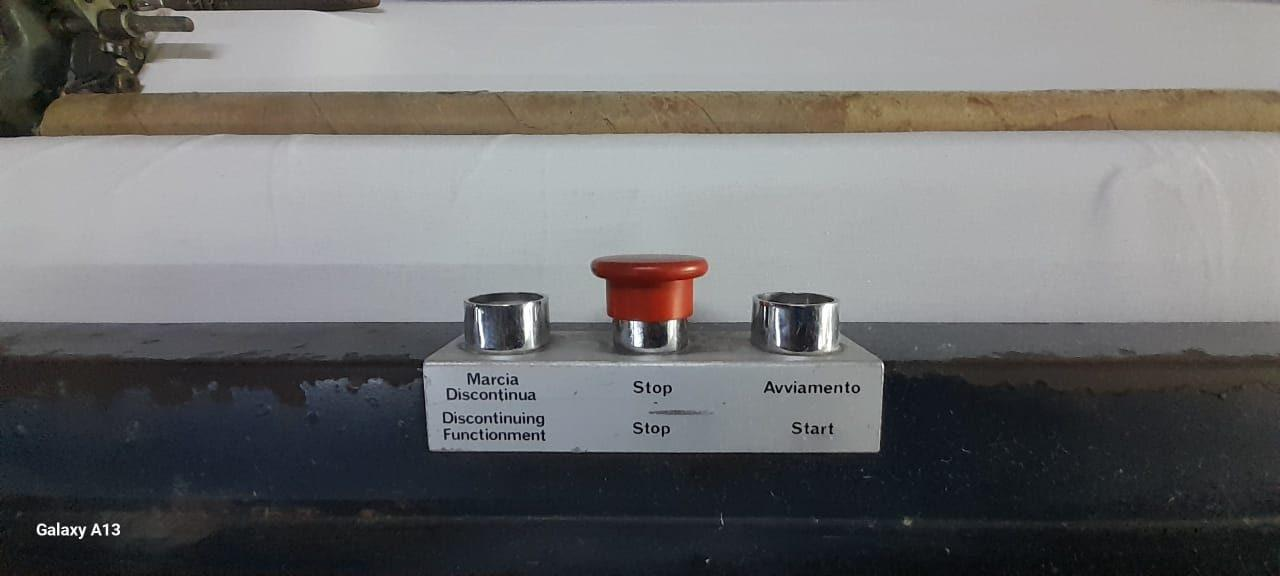 Marcia
Discontinua
Stop
Avviamento
Discontinuing
Functionment
Stop
Start
Galaxy A13